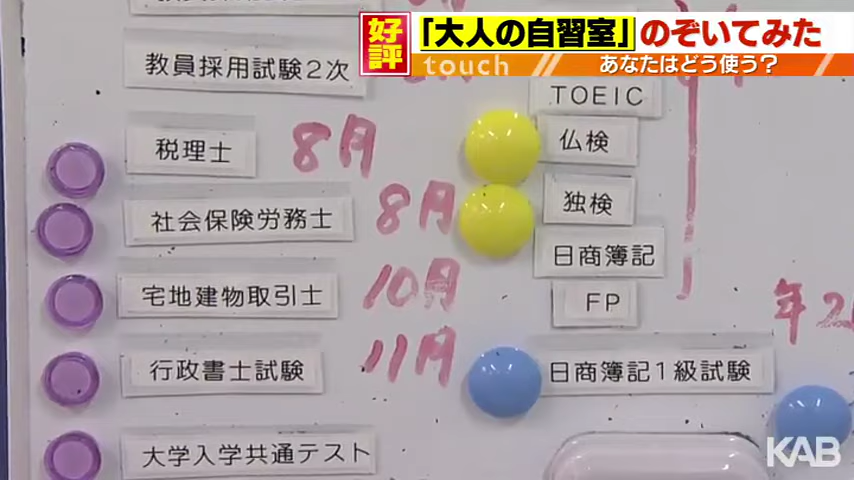 好評
「大人の自習室」のぞいてみた
touch
あなたはどう使う？
教員採用試験2次
税理士
8月
社会保険労務士
8月
宅地建物取引士
10月
行政書士試験
11月
大学入学共通テスト
TOEIC
仏検
独検
日商簿記
FP
年2
日商簿記1級試験
KAB